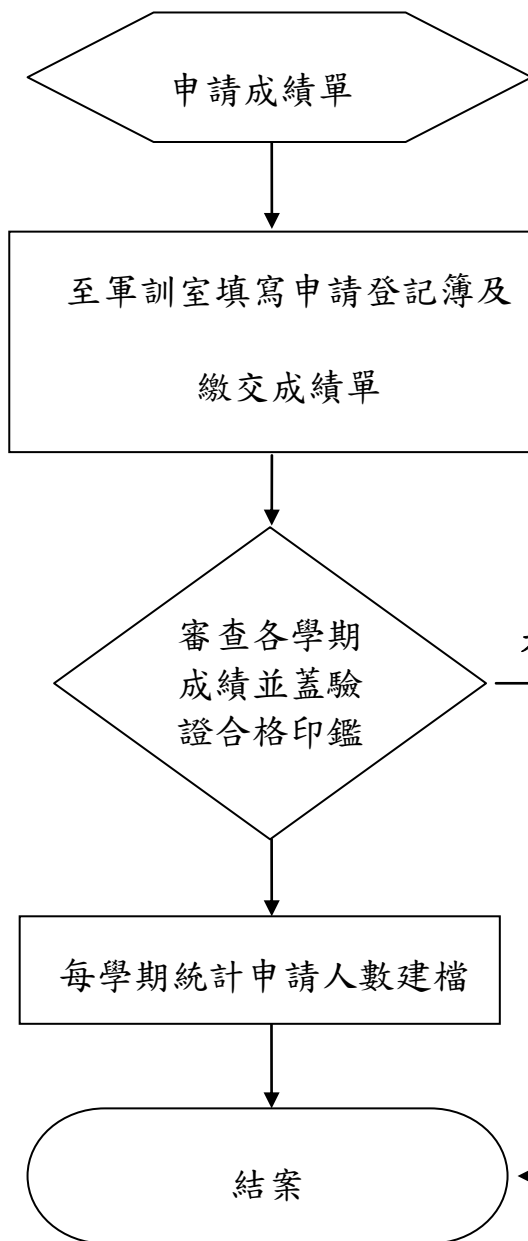 申請成績單
至軍訓室填寫申請登記簿及
繳交成績單
審查各學期
成績並蓋驗
證合格印鑑
每學期統計申請人數建檔
結案